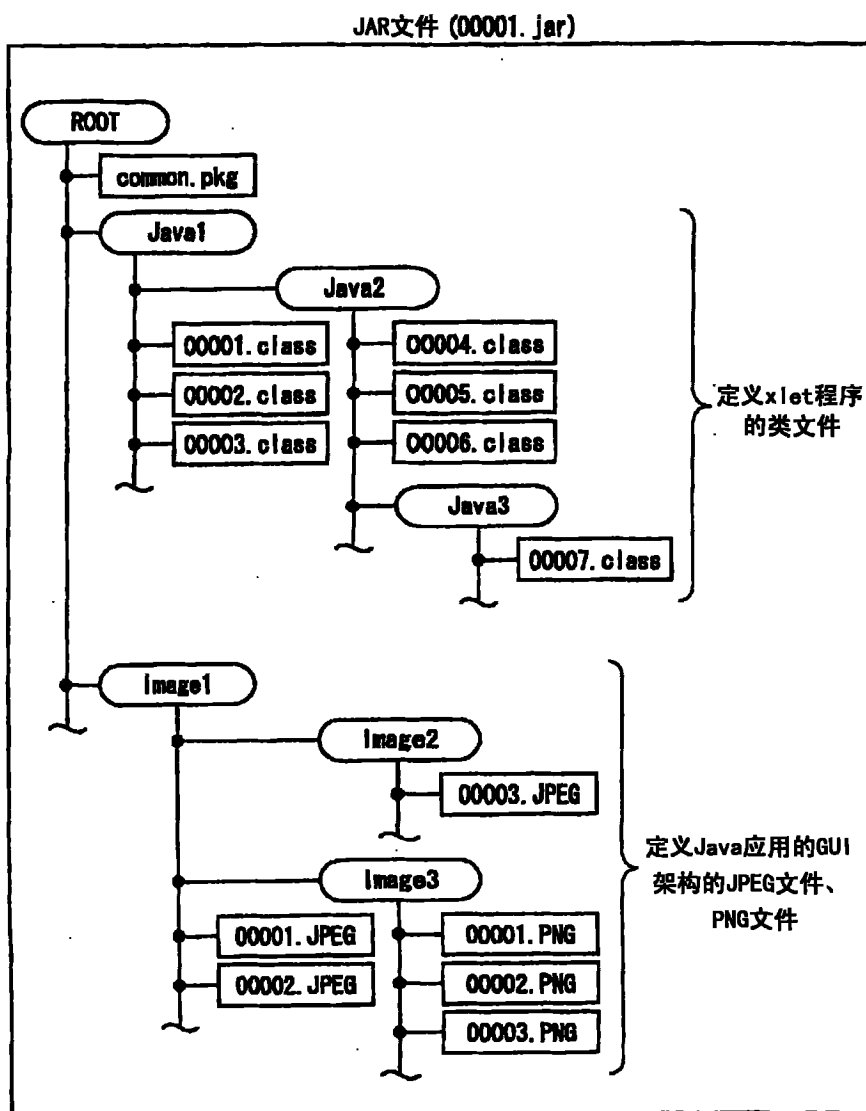 JAR文件 (00001.jar)
ROOT
common.pkg
Java1
Java2
00001.class
00004.class
00002.class
00005.class
00003.class
00006.class
Java3
00007.class
定义xlet程序
的类文件
image1
image2
00003.JPEG
image3
00001.JPEG
00001.PNG
00002.JPEG
00002.PNG
00003.PNG
定义Java应用的GUI
架构的JPEG文件、
PNG文件